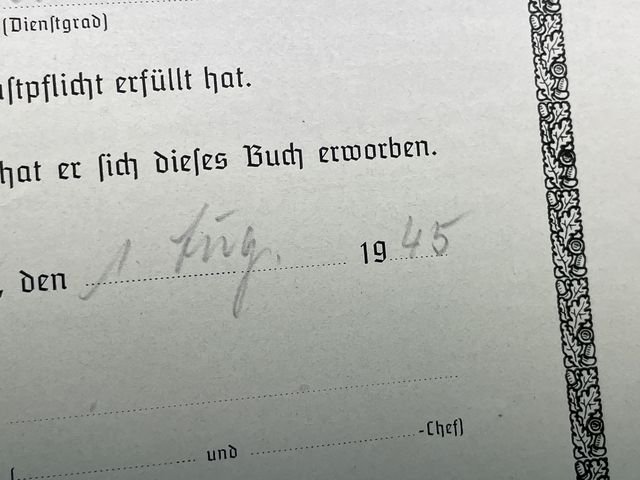 (Dienstgrad)
stpflicht erfüllt hat.
hat er sich dieses Buch erworben.
, den 1. Aug. 1945
und -Chef)